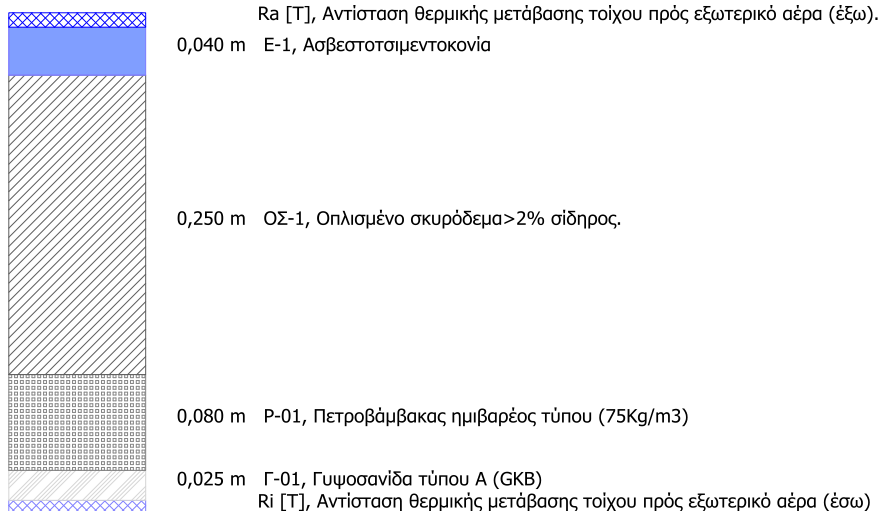 Ra [T], Αντίσταση θερμικής μετάβασης τοίχου πρός εξωτερικό αέρα (έξω).
0,040 m E-1, Ασβεστοτσιμεντοκονία
0,250 m ΟΣ-1, Οπλισμένο σκυρόδεμα>2% σίδηρος.
0,080 m P-01, Πετροβάμβακας ημιβαρέος τύπου (75Kg/m3)
0,025 m Γ-01, Γυψοσανίδα τύπου Α (GKB)
Ri [T], Αντίσταση θερμικής μετάβασης τοίχου πρός εξωτερικό αέρα (έσω)